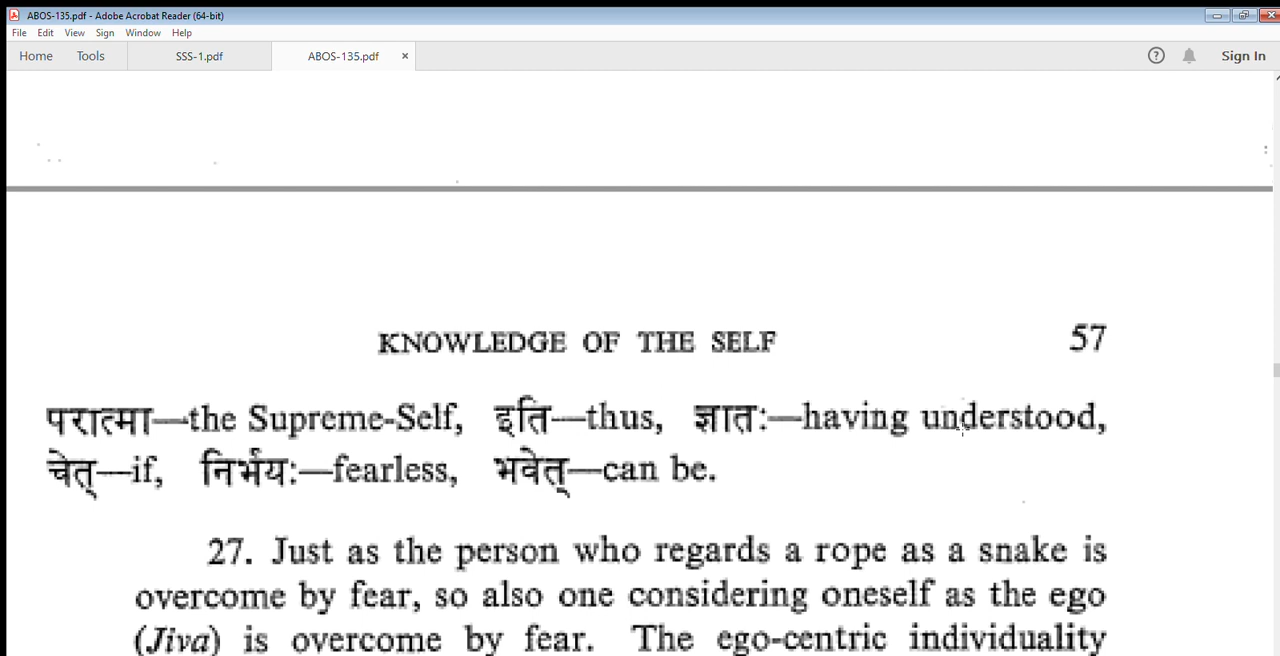 ABOS-135.pdf - Adobe Acrobat Reader (64-bit)
File Edit View Sign Window Help
Home Tools SSS-1.pdf ABOS-135.pdf × ? Sign In
KNOWLEDGE OF THE SELF 57
परात्मा—the Supreme-Self, इति—thus, ज्ञातः—having understood,
चेत्—if, निर्भयः—fearless, भवेत्—can be.
27. Just as the person who regards a rope as a snake is
overcome by fear, so also one considering oneself as the ego
(Jiva) is overcome by fear. The ego-centric individuality